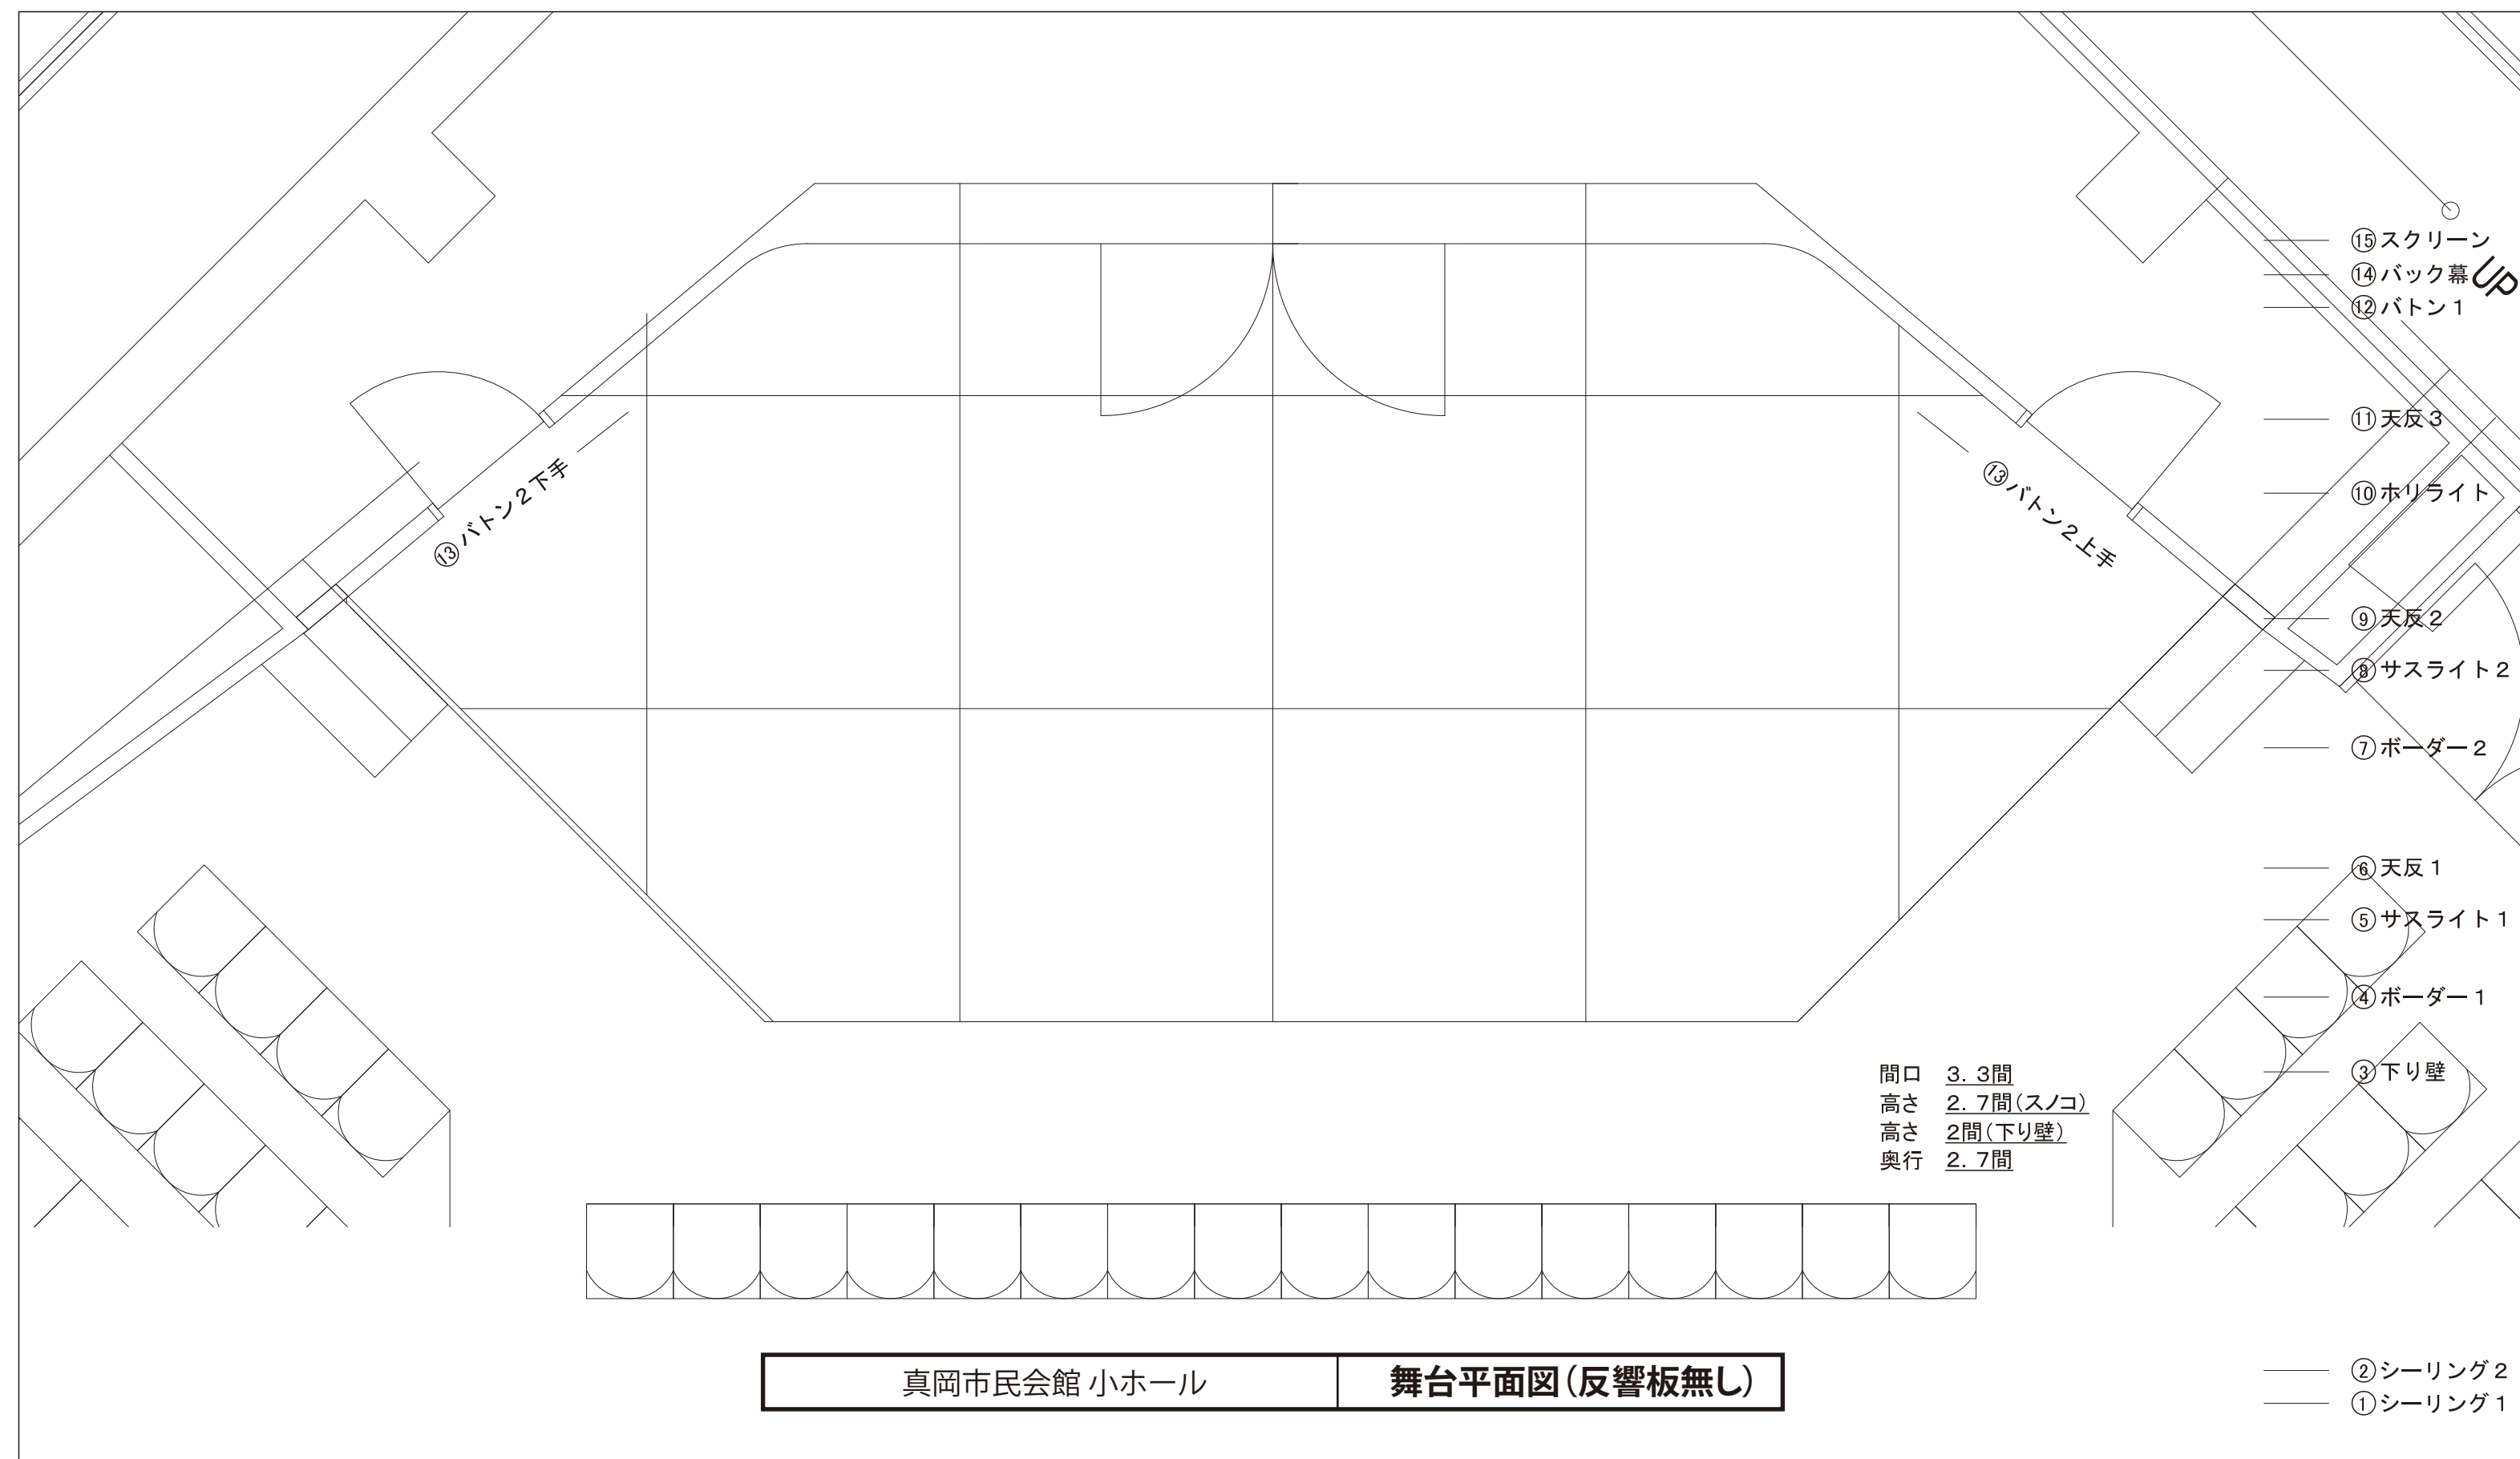 ⑮スクリーン
⑭バック幕
UP
⑫バトン1
⑪天反3
⑬バトン2下手
⑬バトン2上手
⑩ホリライト
⑨天反2
⑧サスライト2
⑦ボーダー2
⑥天反1
⑤サスライト1
④ボーダー1
③下り壁
間口 3.3間
高さ 2.7間(スノコ)
高さ 2間(下り壁)
奥行 2.7間
②シーリング2
①シーリング1
真岡市民会館 小ホール 舞台平面図(反響板無し)